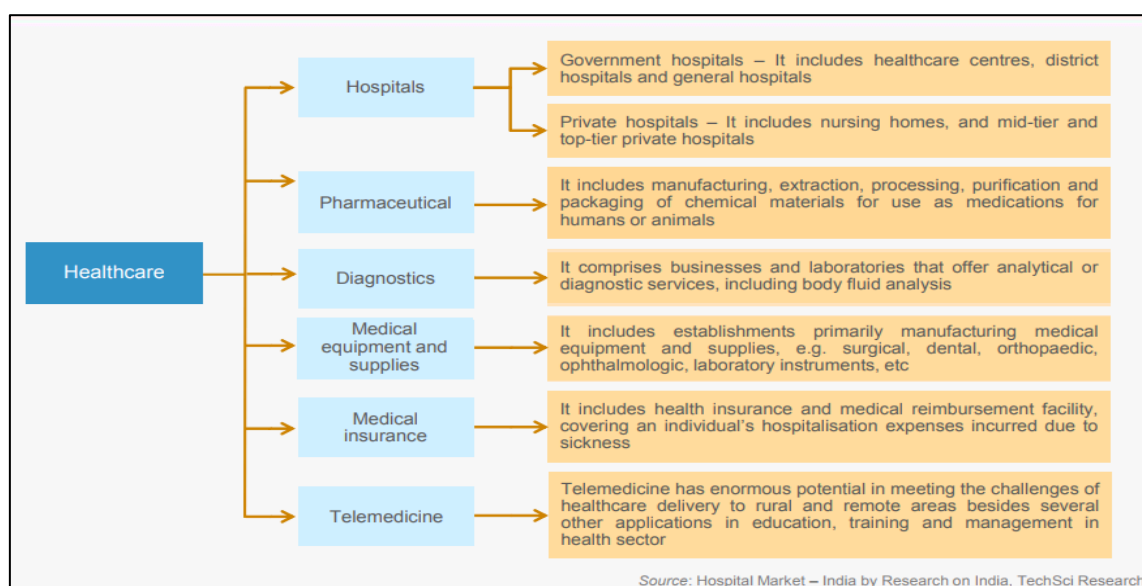 Healthcare
Hospitals
Government hospitals – It includes healthcare centres, district
hospitals and general hospitals
Private hospitals – It includes nursing homes, and mid-tier and
top-tier private hospitals
Pharmaceutical
It includes manufacturing, extraction, processing, purification and
packaging of chemical materials for use as medications for
humans or animals
Diagnostics
It comprises businesses and laboratories that offer analytical or
diagnostic services, including body fluid analysis
Medical
equipment and
supplies
It includes establishments primarily manufacturing medical
equipment and supplies, e.g. surgical, dental, orthopaedic,
ophthalmologic, laboratory instruments, etc
Medical
insurance
It includes health insurance and medical reimbursement facility,
covering an individual's hospitalisation expenses incurred due to
sickness
Telemedicine
Telemedicine has enormous potential in meeting the challenges of
healthcare delivery to rural and remote areas besides several
other applications in education, training and management in
health sector
Source: Hospital Market – India by Research on India, TechSci Research